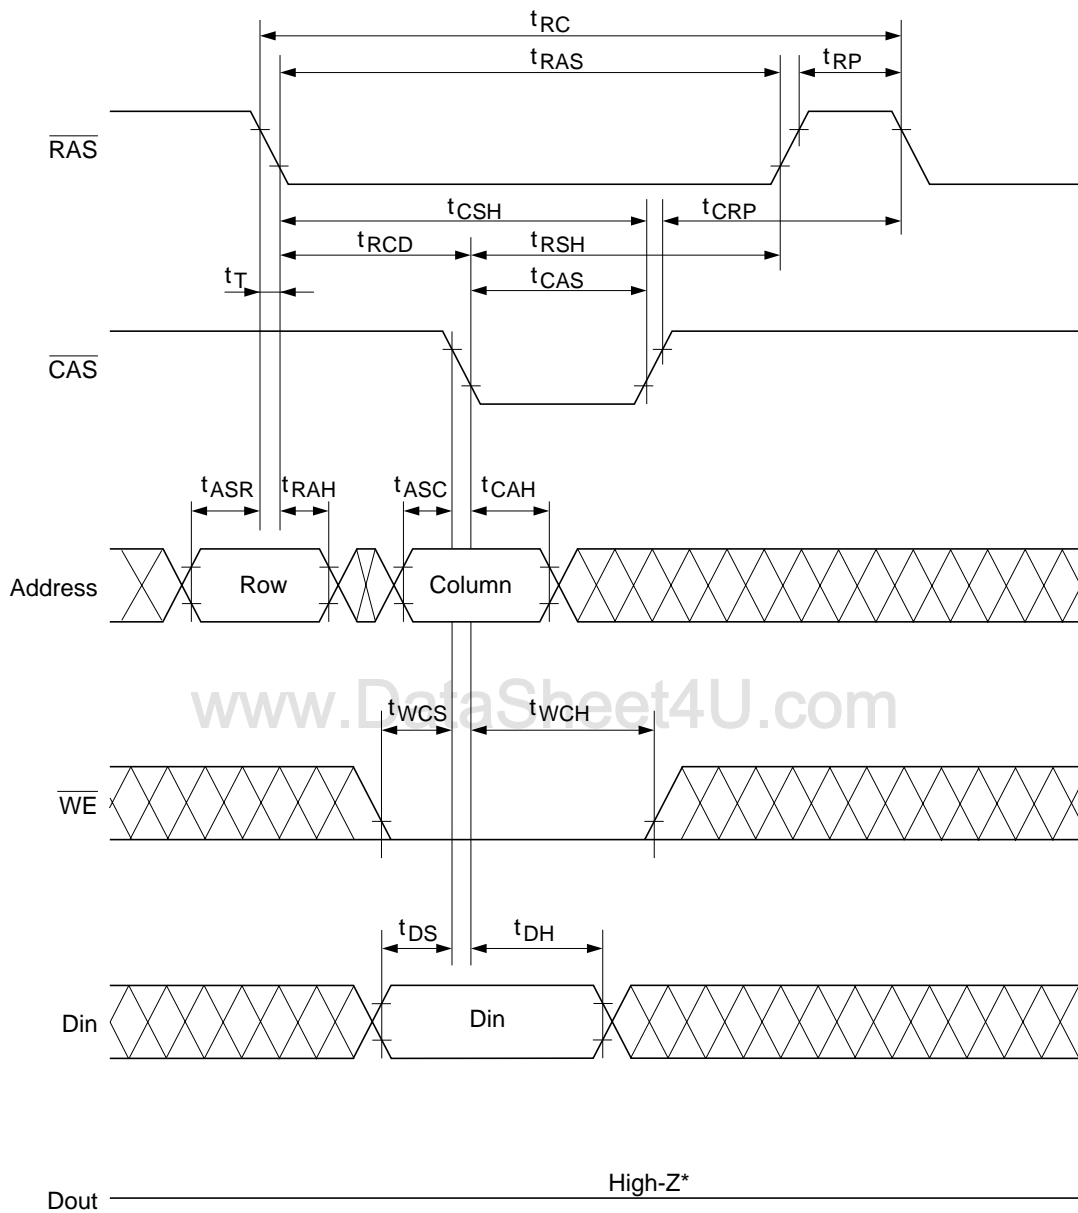 tRC
tRAS
tRP
RAS
tCSH
tCRP
tRCD
tRSH
tT
tCAS
CAS
tASR
tRAH
tASC
tCAH
Address
Row
Column
www.DataSheet4U.com
tWCS
tWCH
WE
tDS
tDH
Din
Din
High-Z*
Dout